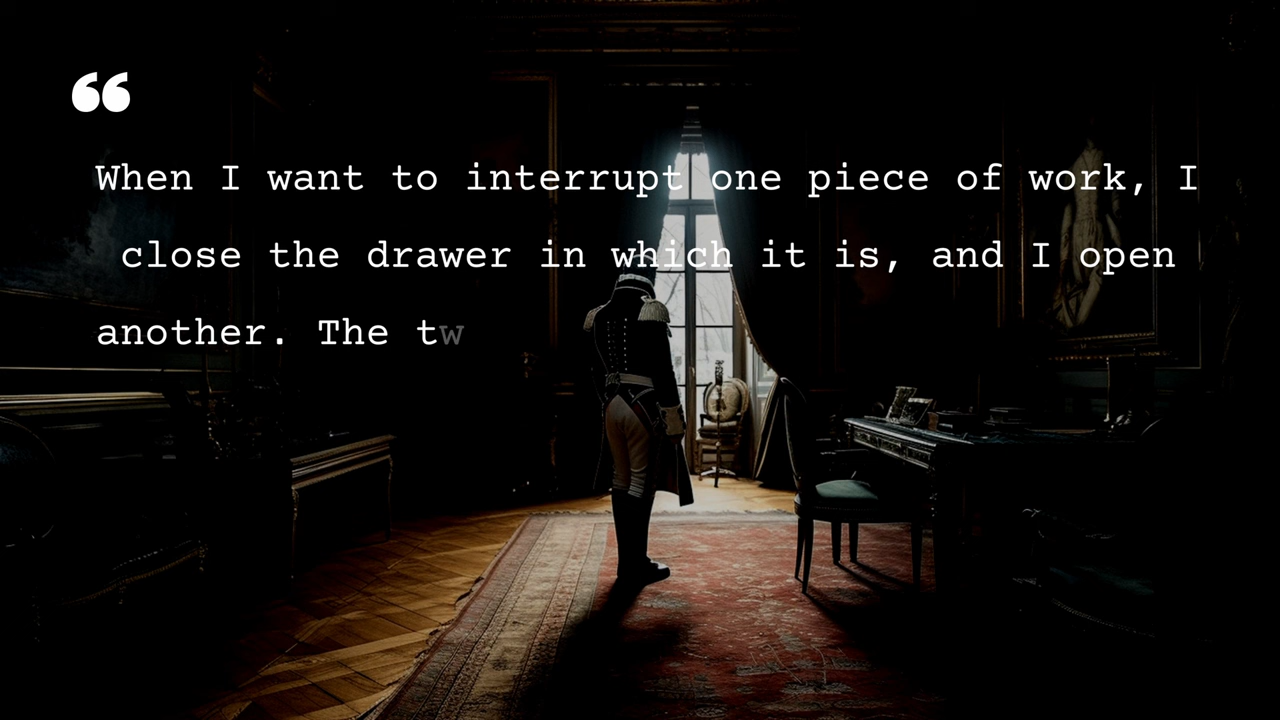 “
When I want to interrupt one piece of work, I
close the drawer in which it is, and I open
another. The tw